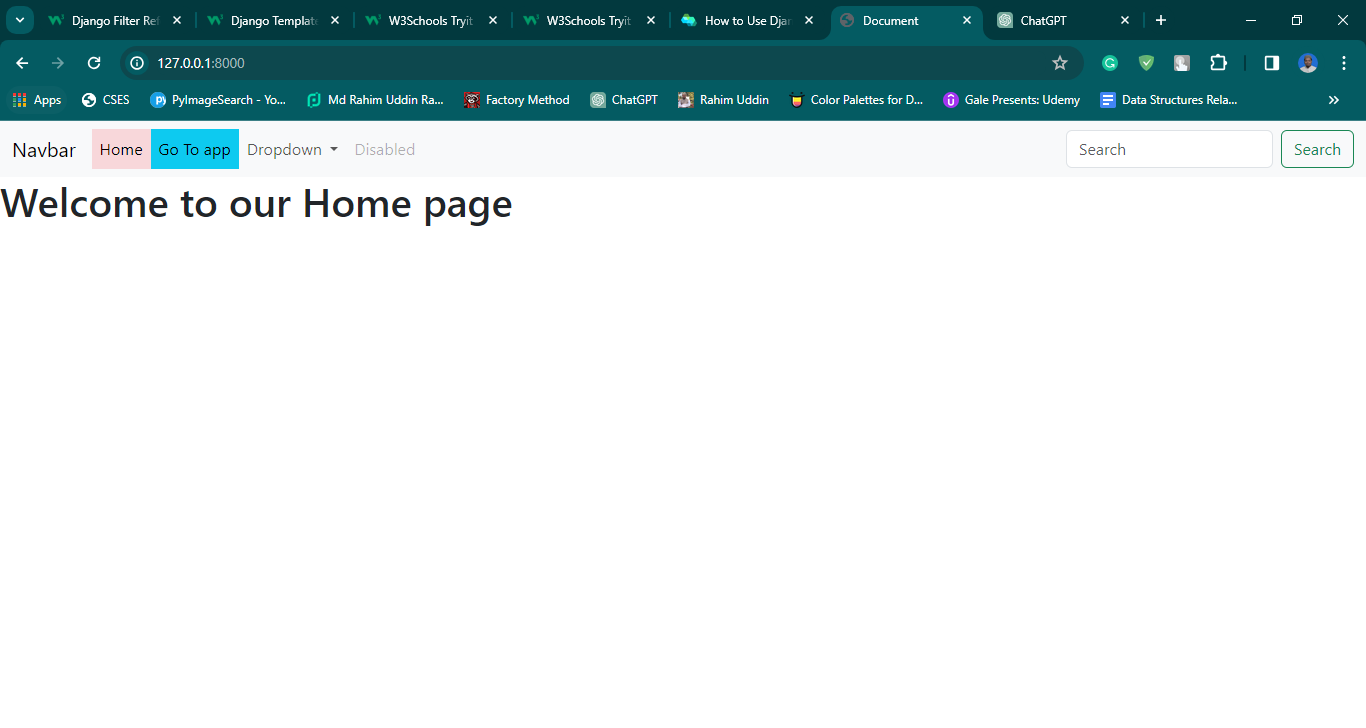 Django Filter Ref
Django Template
W3Schools Tryit
W3Schools Tryit
How to Use Djan
Document
ChatGPT
127.0.0.1:8000
Apps
CSES
PyImageSearch - Yo...
Md Rahim Uddin Ra...
Factory Method
ChatGPT
Rahim Uddin
Color Palettes for D...
Gale Presents: Udemy
Data Structures Rela...
Navbar Home Go To app Dropdown Disabled Search Search
Welcome to our Home page